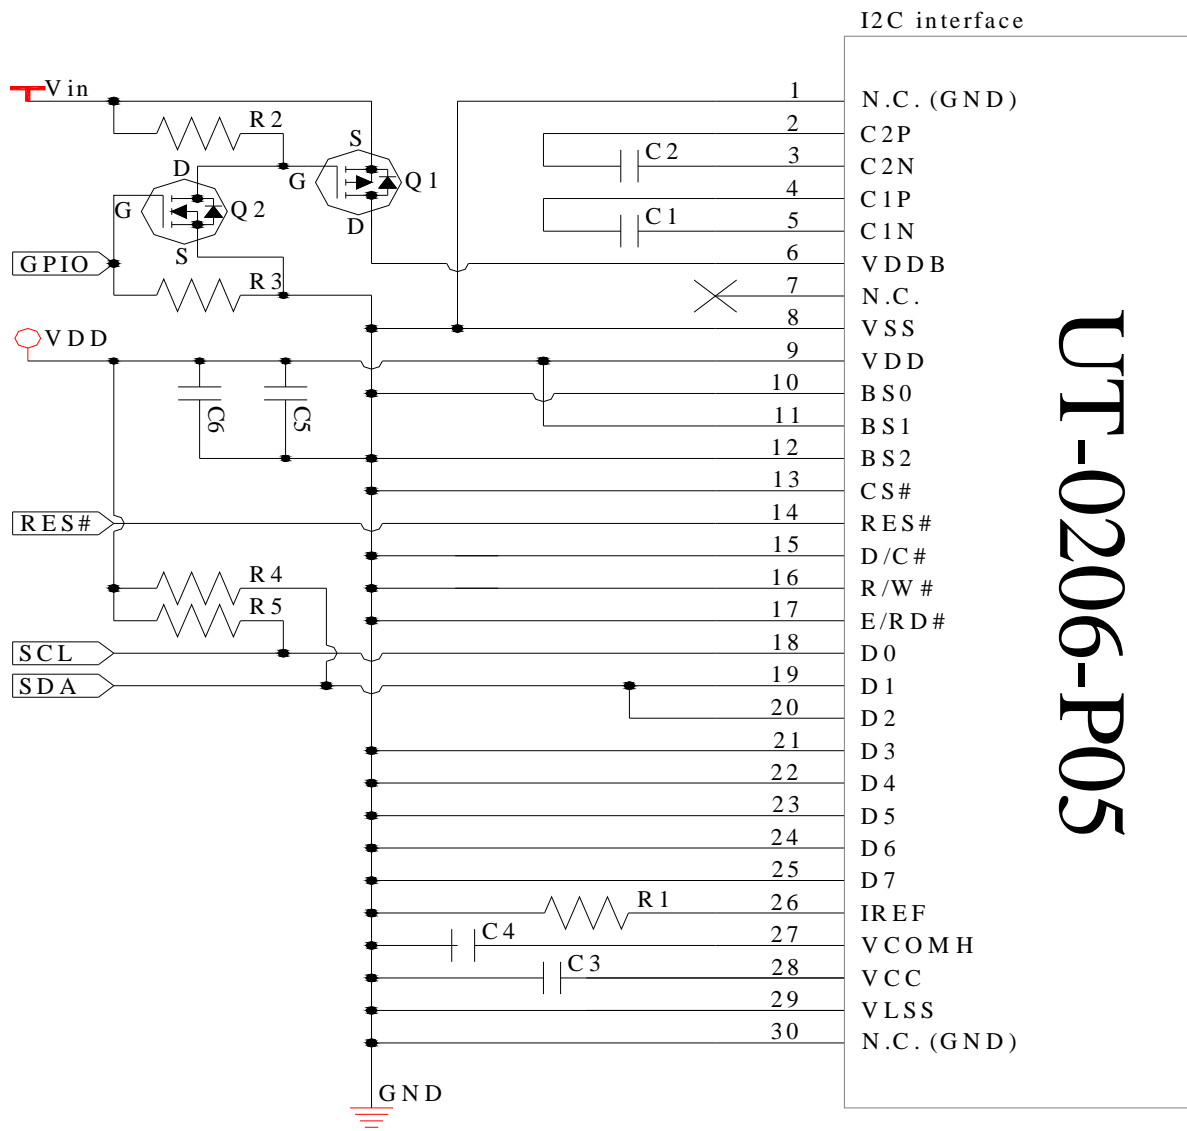 I2C interface
Vin
R2
S
G
D
Q1
D
G
S
Q2
GPIO
R3
VDD
C6
C5
RES#
R4
R5
SCL
SDA
C2
C1
R1
C4
C3
GND
1 N.C. (GND)
2 C2P
3 C2N
4 C1P
5 C1N
6 VDDB
7 N.C.
8 VSS
9 VDD
10 BS0
11 BS1
12 BS2
13 CS#
14 RES#
15 D/C#
16 R/W#
17 E/RD#
18 D0
19 D1
20 D2
21 D3
22 D4
23 D5
24 D6
25 D7
26 IREF
27 VCOMH
28 VCC
29 VLSS
30 N.C. (GND)
UT-0206-P05